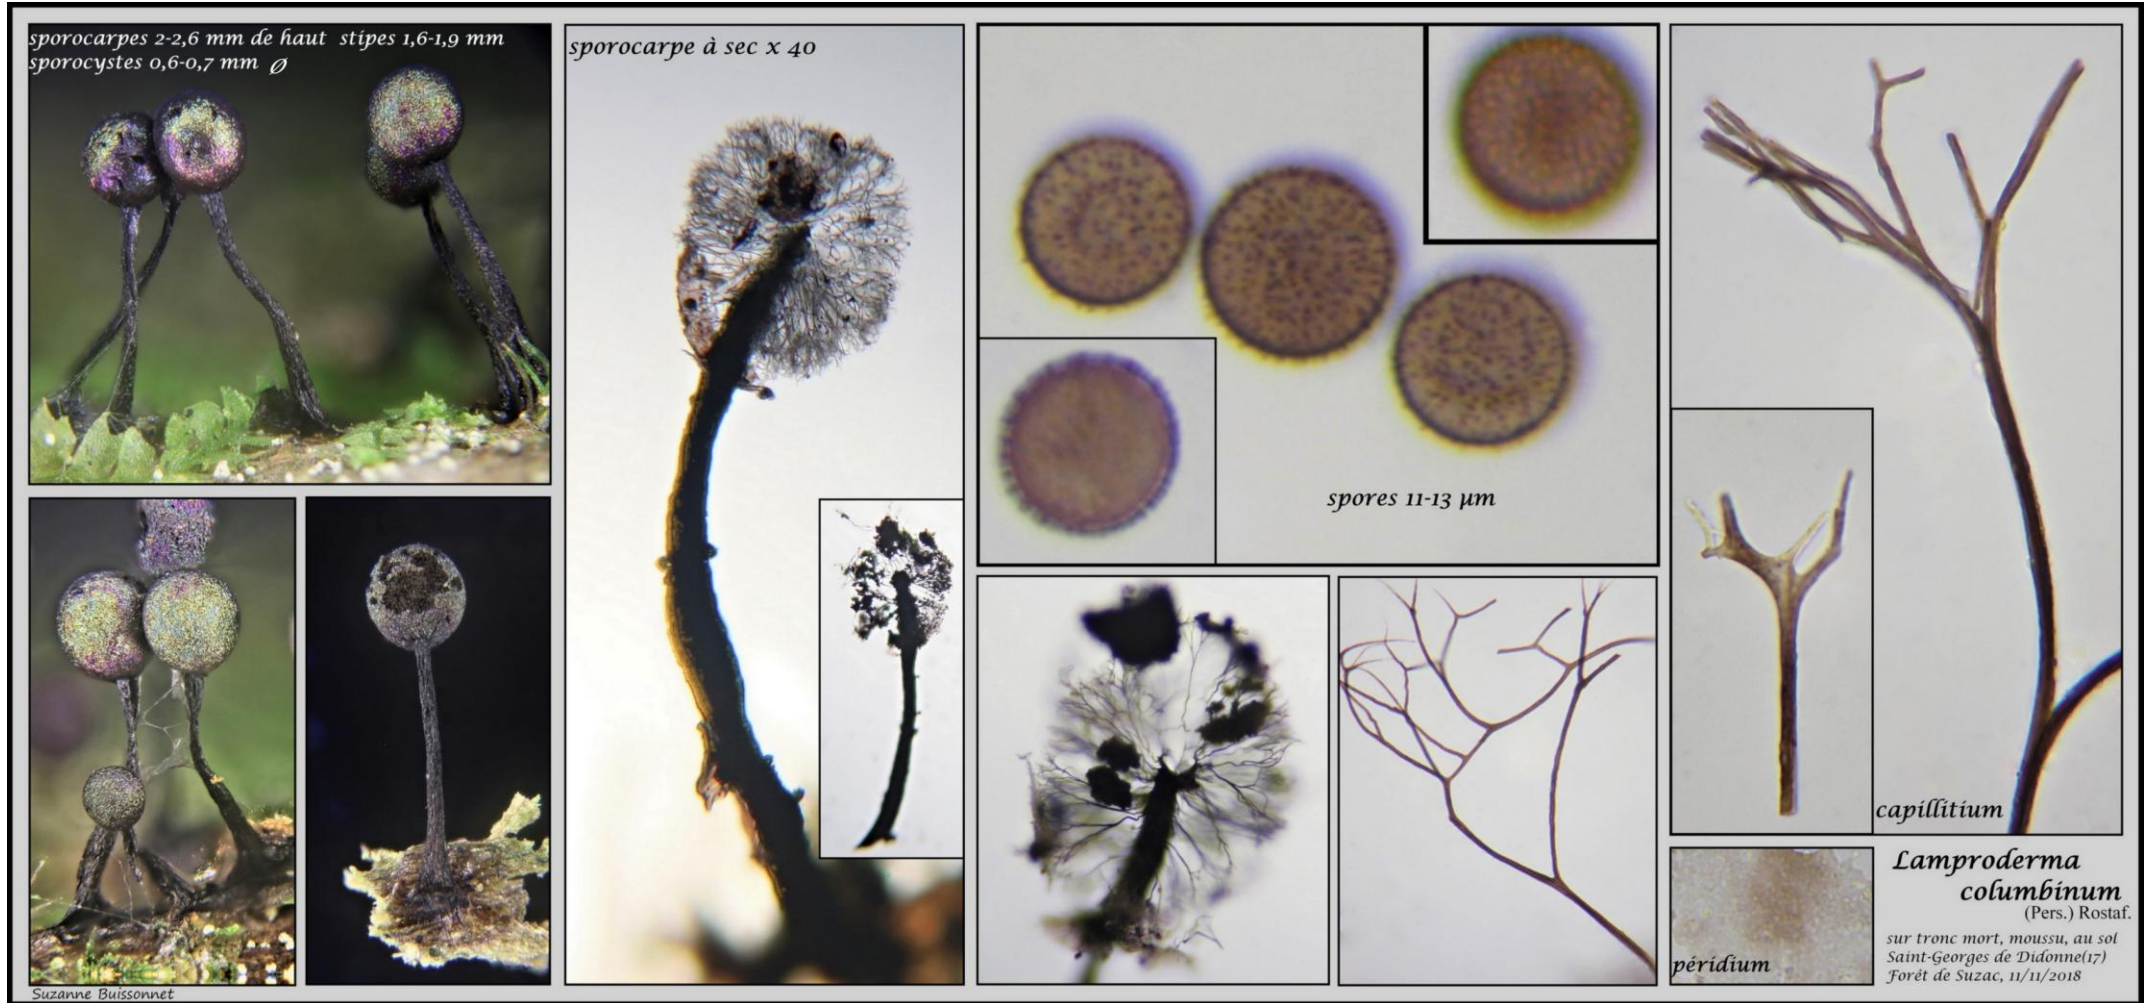 sporocarpes 2-2,6 mm de haut stipes 1,6-1,9 mm
sporocystes 0,6-0,7 mm Ø
sporocarpe à sec x 40
spores 11-13 µm
capillitium
péridium
Lamproderma
columbinum
(Pers.) Rostaf.
sur tronc mort, moussu, au sol
Saint-Georges de Didonne(17)
Forêt de Suzac, 11/11/2018
Suzanne Buissonnet